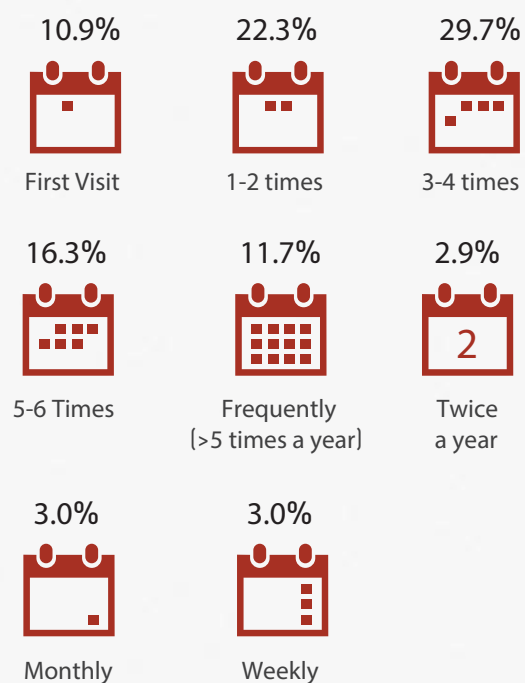 10.9%
22.3%
29.7%
First Visit
1-2 times
3-4 times
16.3%
11.7%
2.9%
2
5-6 Times
Frequently
(>5 times a year)
Twice
a year
3.0%
3.0%
Monthly
Weekly